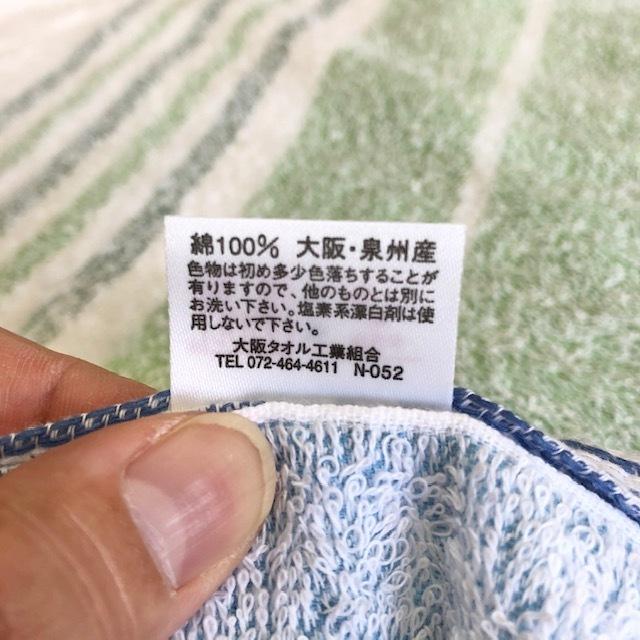 綿100% 大阪・泉州産
色物は初め多少色落ちすることが
有りますので、他のものとは別に
お洗い下さい。塩素系漂白剤は使
用しないで下さい。
大阪タオル工業組合
TEL 072-464-4611 N-052